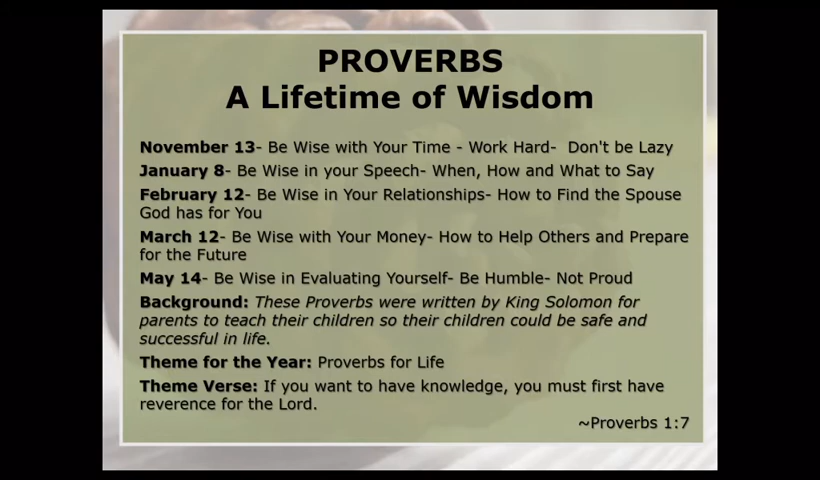 PROVERBS
A Lifetime of Wisdom
November 13- Be Wise with Your Time - Work Hard- Don't be Lazy
January 8- Be Wise in your Speech- When, How and What to Say
February 12- Be Wise in Your Relationships- How to Find the Spouse
God has for You
March 12- Be Wise with Your Money- How to Help Others and Prepare
for the Future
May 14- Be Wise in Evaluating Yourself- Be Humble- Not Proud
Background: These Proverbs were written by King Solomon for
parents to teach their children so their children could be safe and
successful in life.
Theme for the Year: Proverbs for Life
Theme Verse: If you want to have knowledge, you must first have
reverence for the Lord.
~Proverbs 1:7